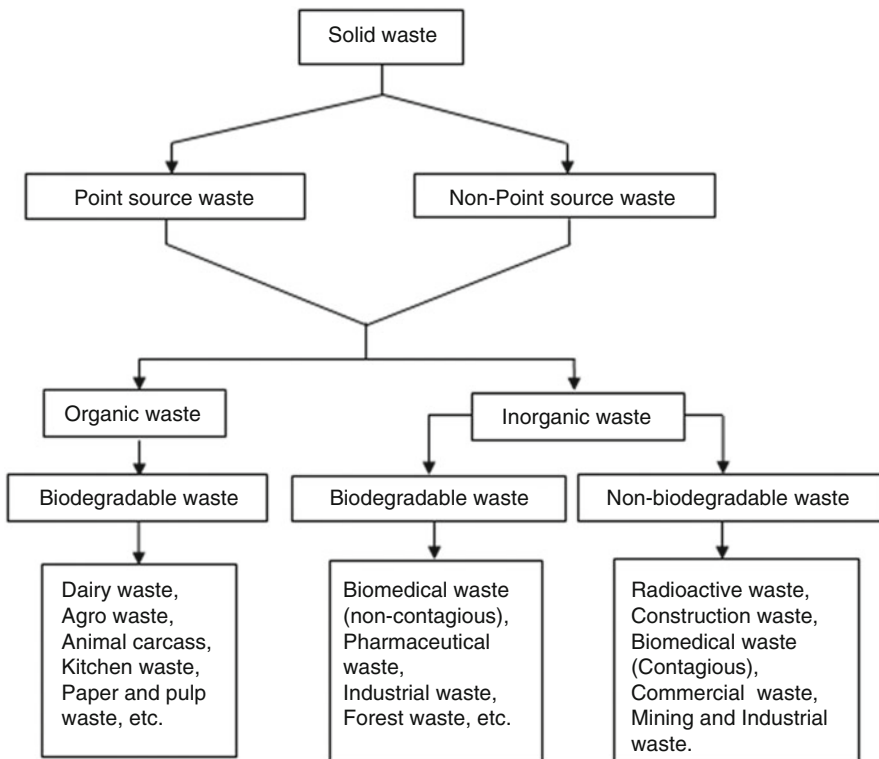 Solid waste
Point source waste
Non-Point source waste
Organic waste
Inorganic waste
Biodegradable waste
Biodegradable waste
Non-biodegradable waste
Dairy waste,
Agro waste,
Animal carcass,
Kitchen waste,
Paper and pulp
waste, etc.
Biomedical waste
(non-contagious),
Pharmaceutical
waste,
Industrial waste,
Forest waste, etc.
Radioactive waste,
Construction waste,
Biomedical waste
(Contagious),
Commercial waste,
Mining and Industrial
waste.